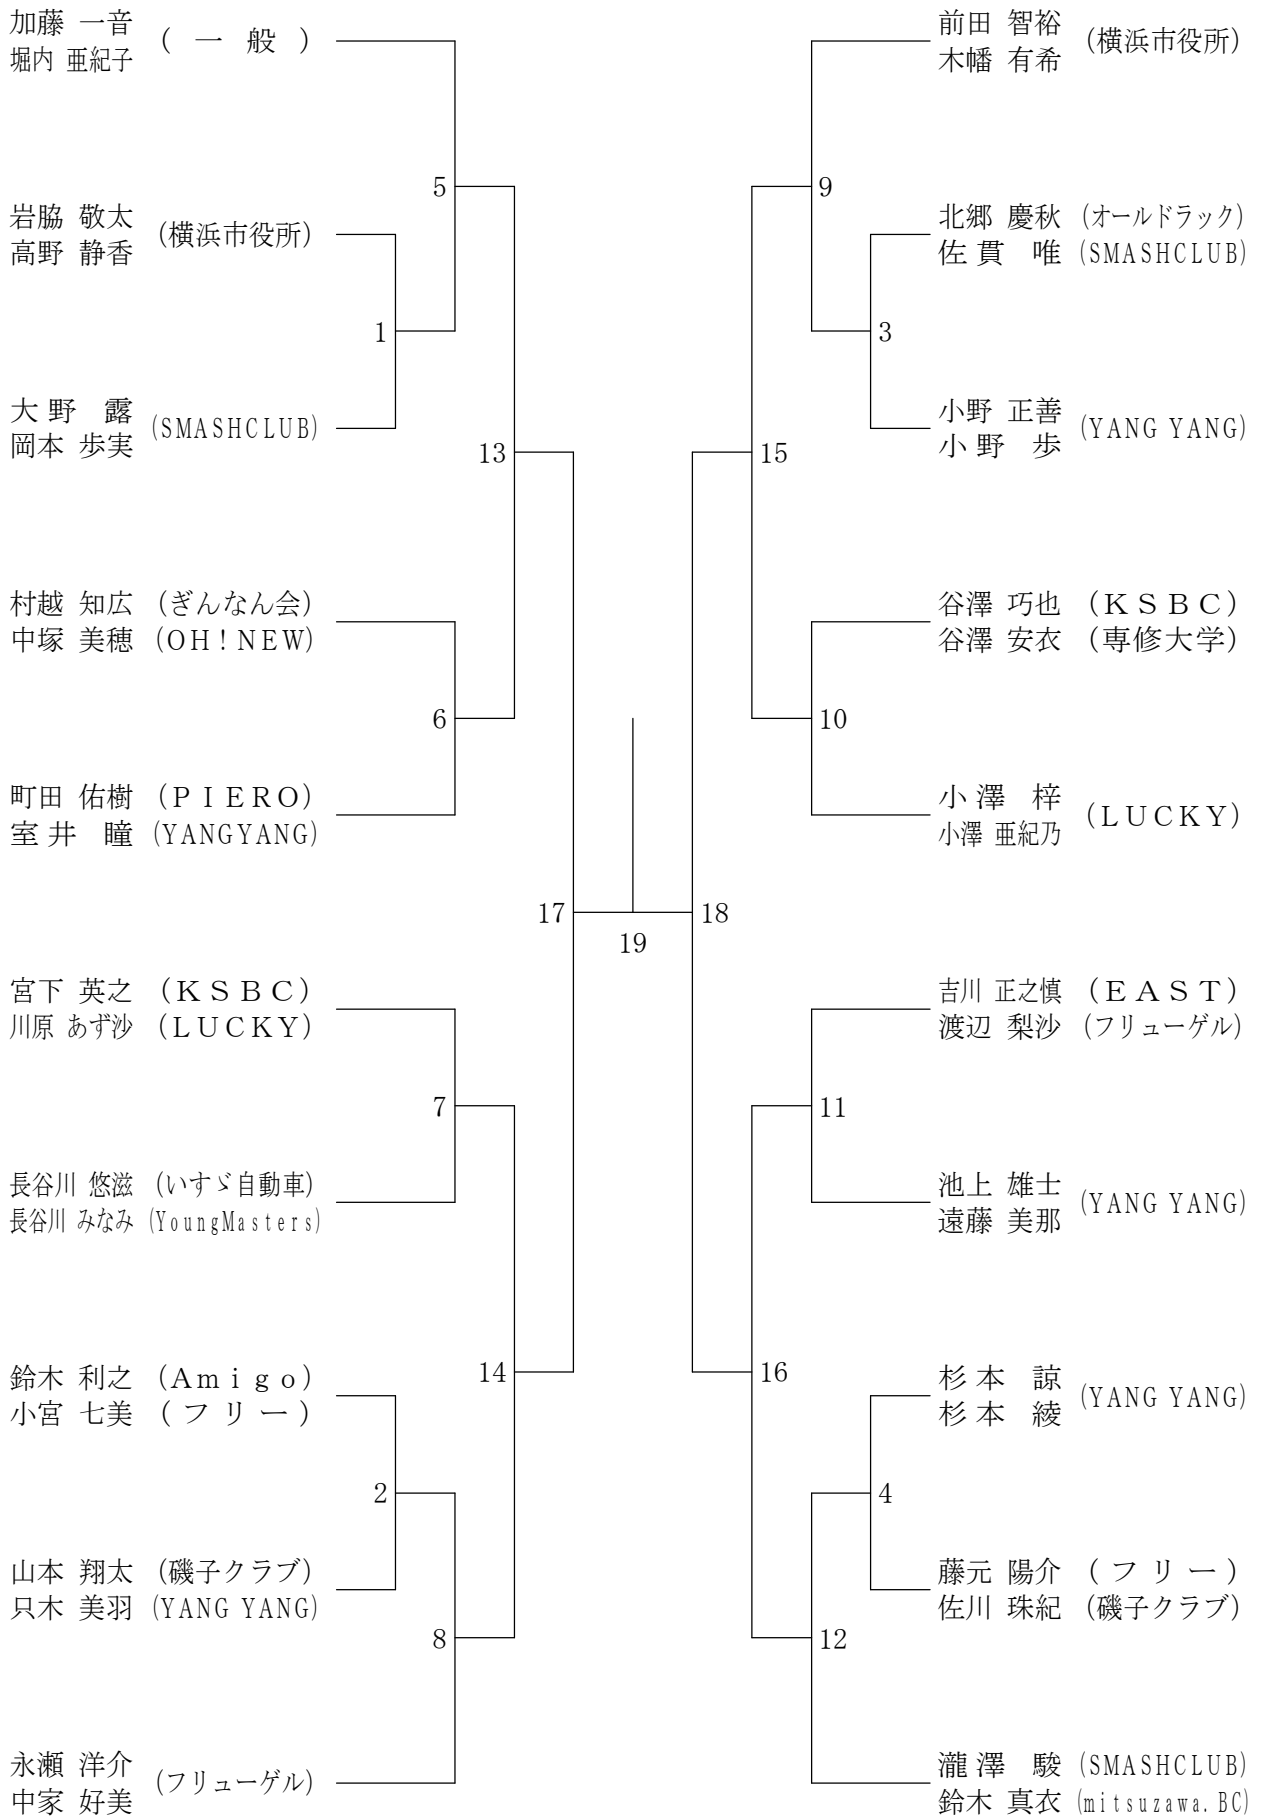 加藤 一音 (一般)
堀内 亜紀子
5
岩脇 敬太 (横浜市役所)
高野 静香
1
大野 露 (SMASHCLUB)
岡本 歩実
13
村越 知広 (ぎんなん会)
中塚 美穂 (OH!NEW)
6
町田 佑樹 (PIERO)
室井 瞳 (YANGYANG)
17
宮下 英之 (KSBC)
川原 あず沙 (LUCKY)
7
長谷川 悠滋 (いすゞ自動車)
長谷川 みなみ (YoungMasters)
14
鈴木 利之 (Amigo)
小宮 七美 (フリー)
2
山本 翔太 (磯子クラブ)
只木 美羽 (YANG YANG)
8
永瀬 洋介 (フリューゲル)
中家 好美
19
前田 智裕 (横浜市役所)
木幡 有希
9
北郷 慶秋 (オールドラック)
佐貫 唯 (SMASHCLUB)
3
小野 正善 (YANG YANG)
小野 歩
15
谷澤 巧也 (KSBC)
谷澤 安衣 (専修大学)
10
小澤 梓 (LUCKY)
小澤 亜紀乃
18
吉川 正之慎 (EAST)
渡辺 梨沙 (フリューゲル)
11
池上 雄士 (YANG YANG)
遠藤 美那
16
杉本 諒 (YANG YANG)
杉本 綾
4
藤元 陽介 (フリー)
佐川 珠紀 (磯子クラブ)
12
瀧澤 駿 (SMASHCLUB)
鈴木 真衣 (mitsuzawa.BC)